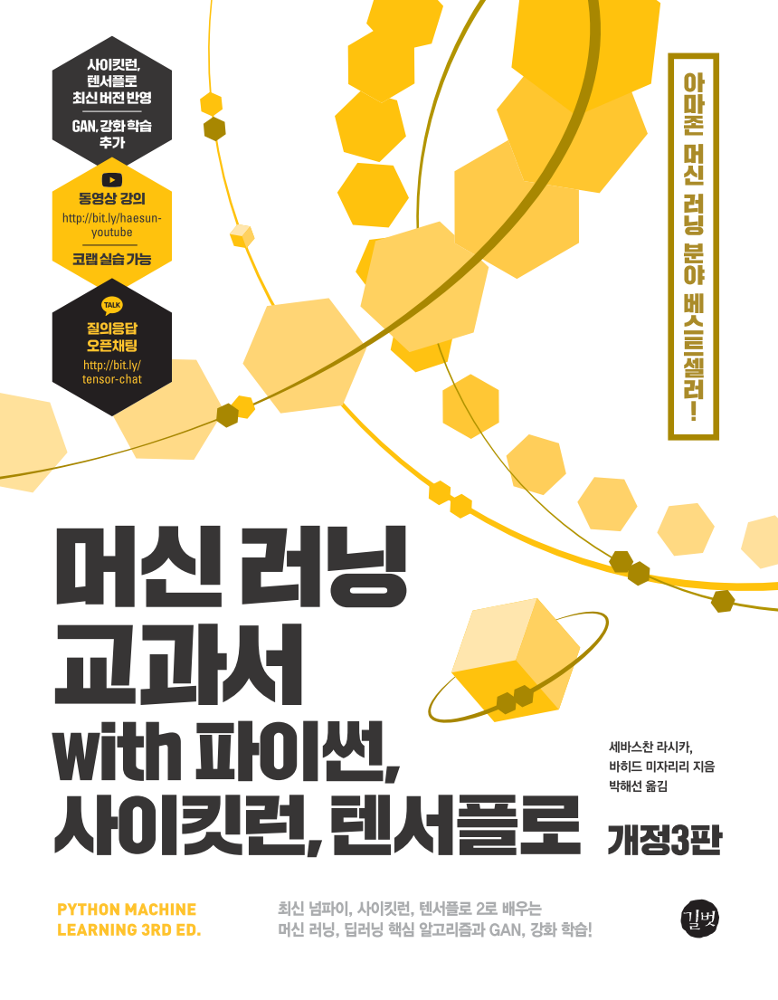 사이킷런,
텐서플로
최신 버전 반영
GAN, 강화 학습
추가
동영상 강의
http://bit.ly/haesun-
youtube
코랩 실습 가능
TALK
질의응답
오픈채팅
http://bit.ly/
tensor-chat
아마존 머신 러닝 분야 베스트셀러!
머신 러닝
교과서
with 파이썬,
사이킷런, 텐서플로
세바스찬 라시카,
바히드 미자리리 지음
박해선 옮김
개정3판
PYTHON MACHINE
LEARNING 3RD ED.
최신 넘파이, 사이킷런, 텐서플로 2로 배우는
머신 러닝, 딥러닝 핵심 알고리즘과 GAN, 강화 학습!
길벗